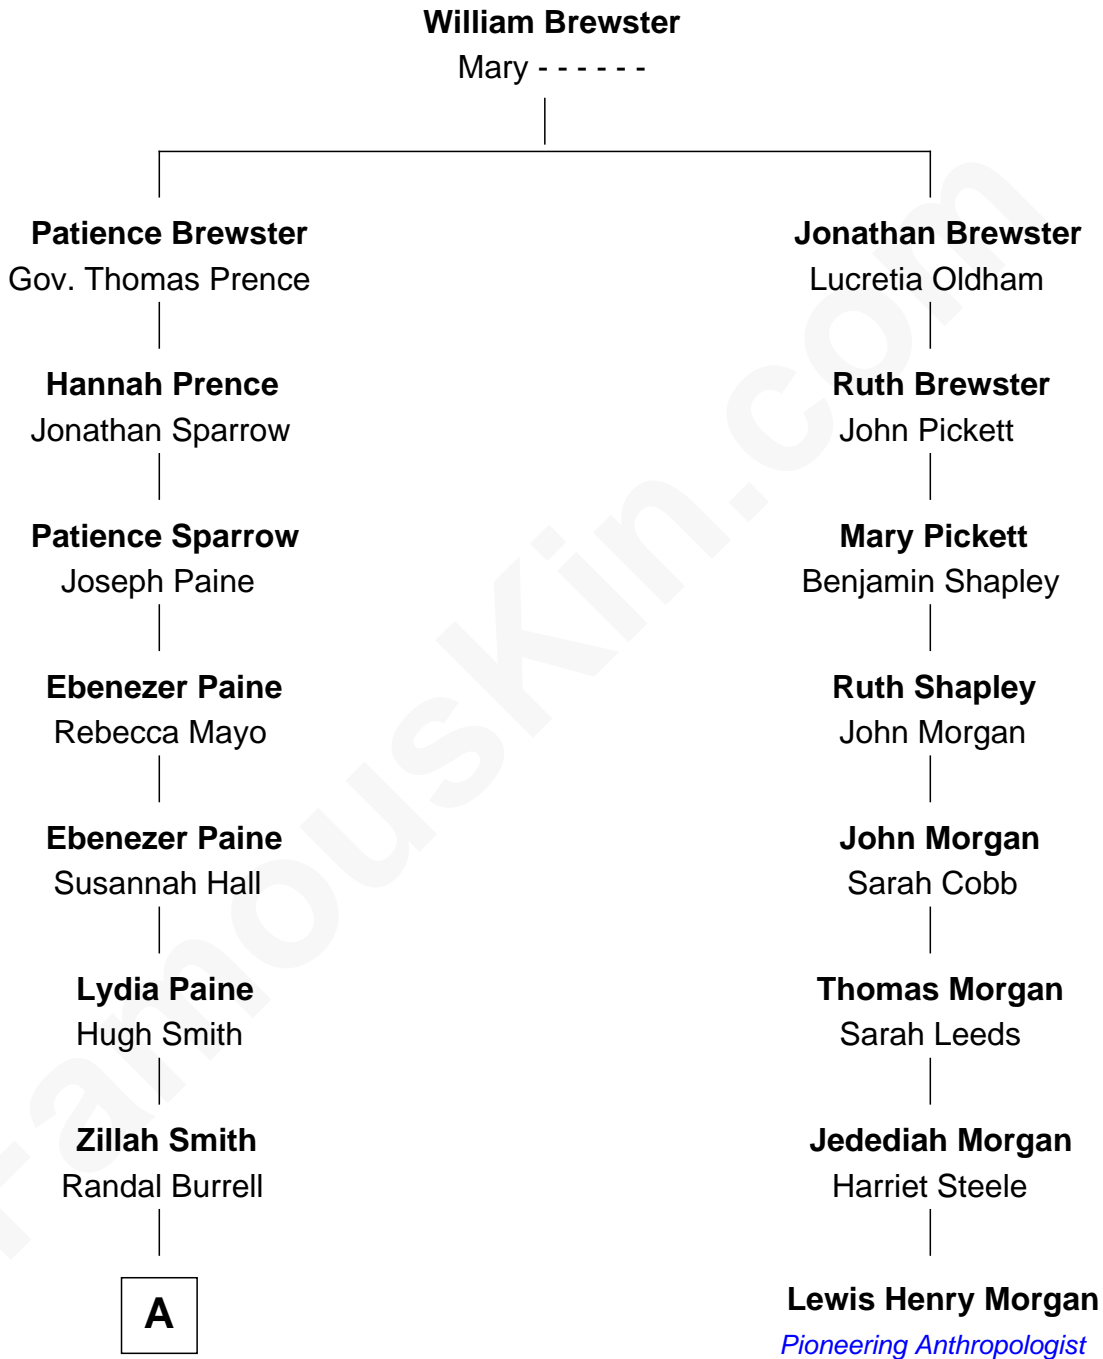 William Brewster
Mary - - - - - -
Patience Brewster
Gov. Thomas Prence
Jonathan Brewster
Lucretia Oldham
Hannah Prence
Jonathan Sparrow
Ruth Brewster
John Pickett
Patience Sparrow
Joseph Paine
Mary Pickett
Benjamin Shapley
Ebenezer Paine
Rebecca Mayo
Ruth Shapley
John Morgan
Ebenezer Paine
Susannah Hall
John Morgan
Sarah Cobb
Lydia Paine
Hugh Smith
Thomas Morgan
Sarah Leeds
Zillah Smith
Randal Burrell
Jedediah Morgan
Harriet Steele
A
Lewis Henry Morgan
Pioneering Anthropologist
FamousKin.com